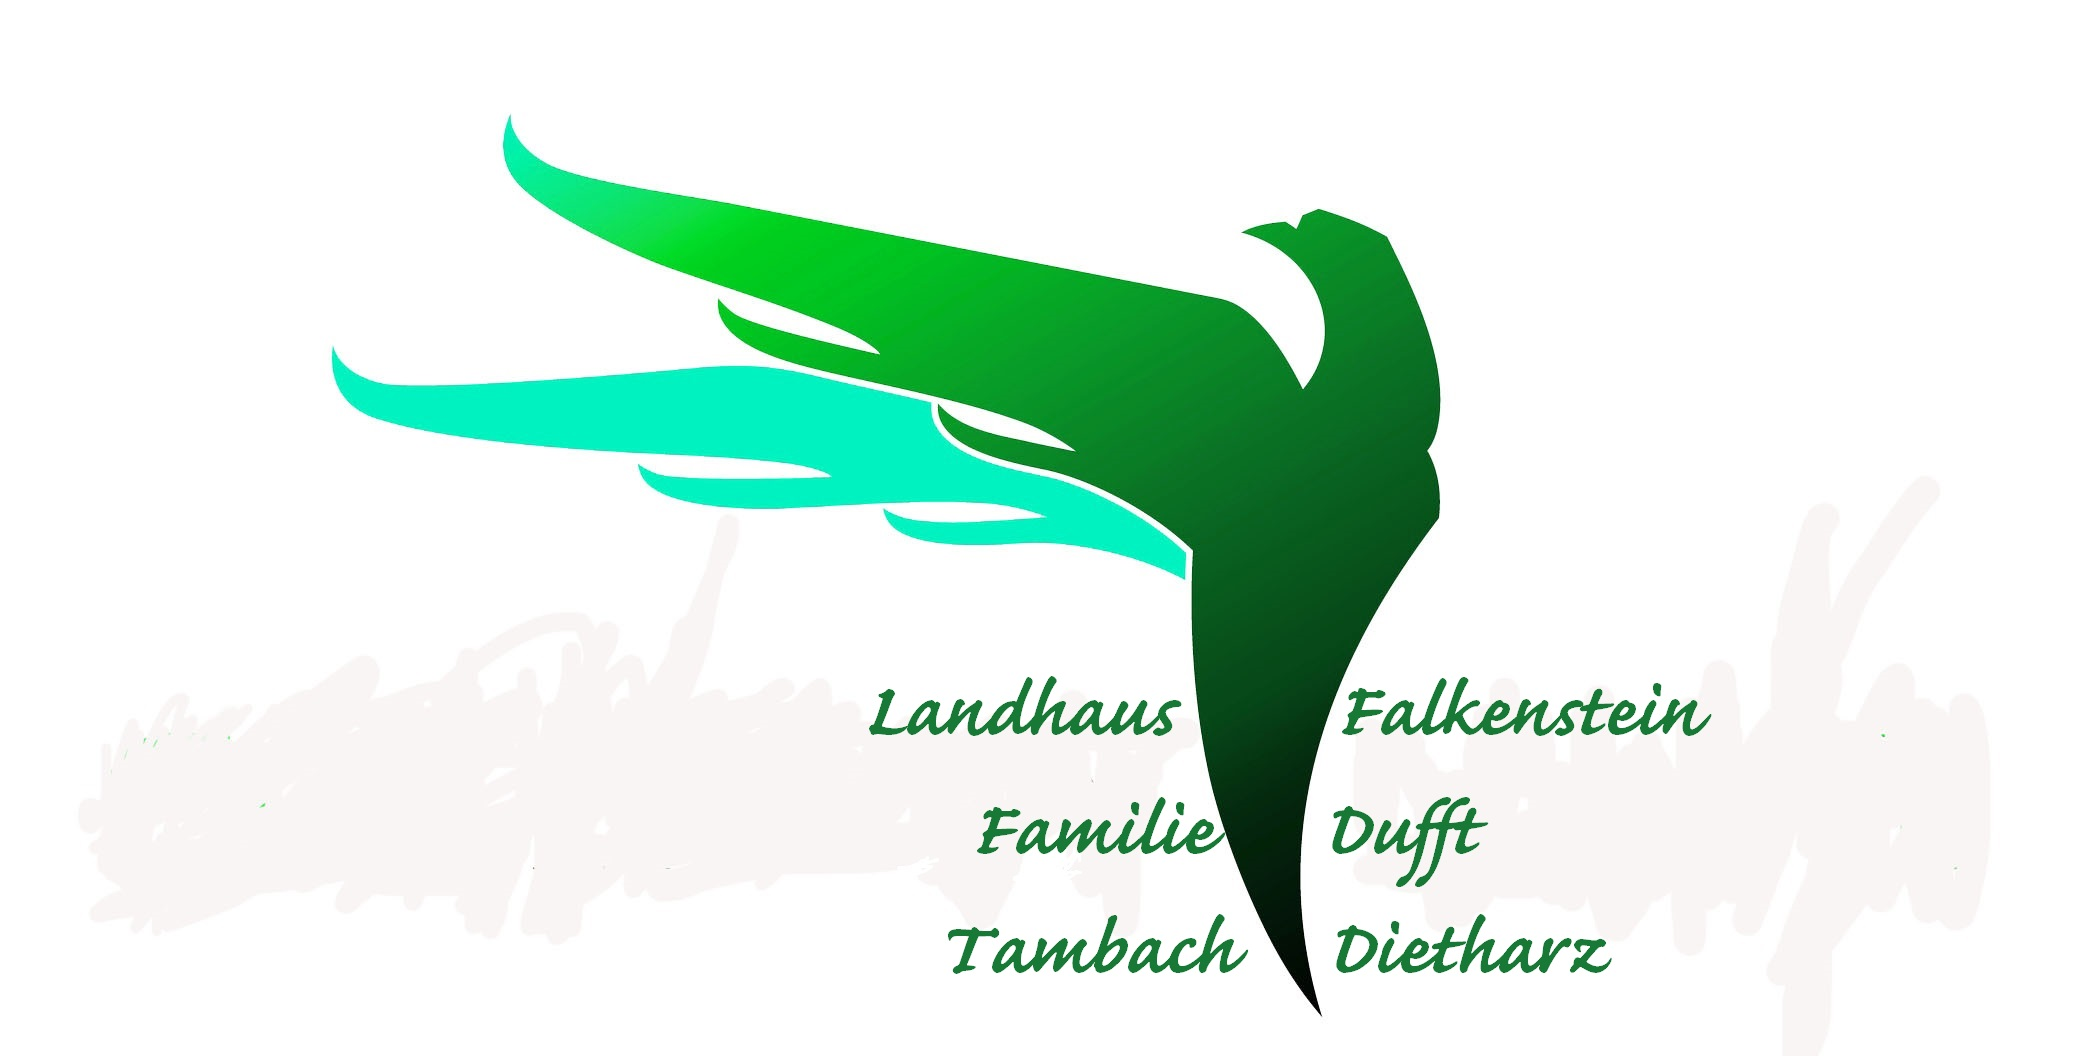 Landhaus Falkenstein
Familie Dufft
Tambach Dietharz